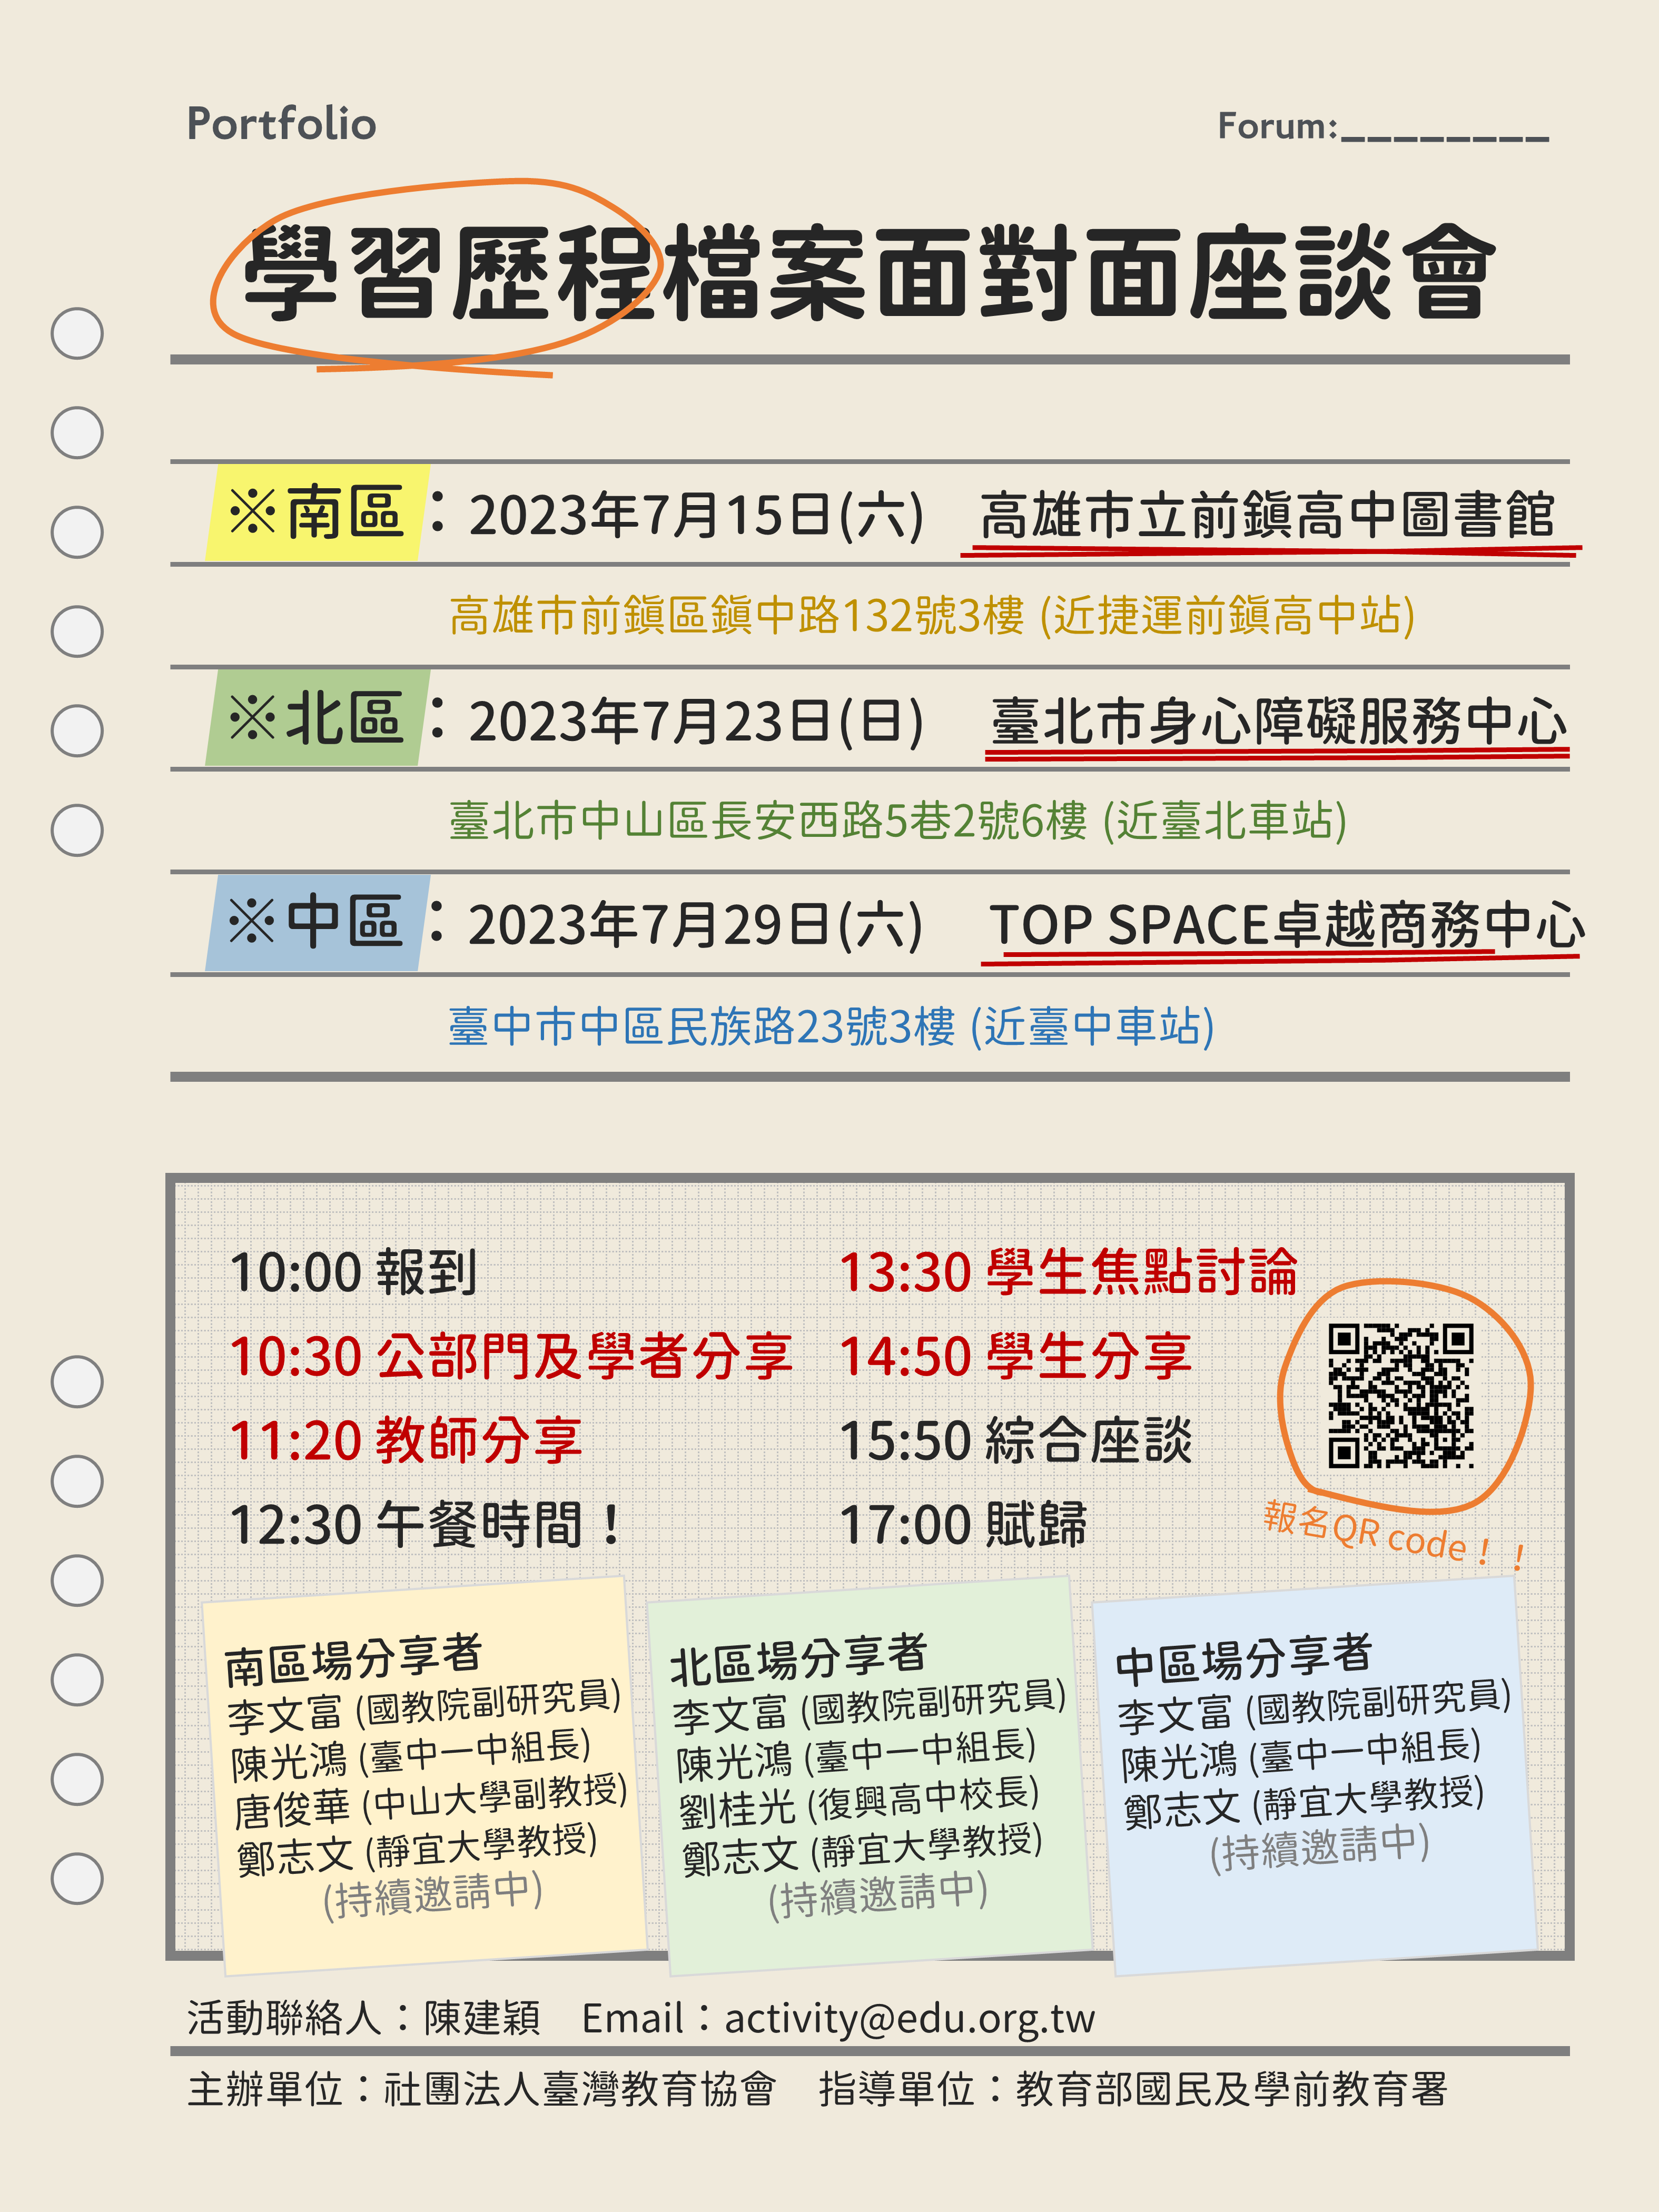 Portfolio
Forum:________
學習歷程檔案面對面座談會
※南區：2023年7月15日(六) 高雄市立前鎮高中圖書館
高雄市前鎮區鎮中路132號3樓 (近捷運前鎮高中站)
※北區：2023年7月23日(日) 臺北市身心障礙服務中心
臺北市中山區長安西路5巷2號6樓 (近臺北車站)
※中區：2023年7月29日(六) TOP SPACE卓越商務中心
臺中市中區民族路23號3樓 (近臺中車站)
10:00 報到
10:30 公部門及學者分享
11:20 教師分享
12:30 午餐時間！
13:30 學生焦點討論
14:50 學生分享
15:50 綜合座談
17:00 賦歸
報名QR code！！
南區場分享者
李文富 (國教院副研究員)
陳光鴻 (臺中一中組長)
唐俊華 (中山大學副教授)
鄭志文 (靜宜大學教授)
(持續邀請中)
北區場分享者
李文富 (國教院副研究員)
陳光鴻 (臺中一中組長)
劉桂光 (復興高中校長)
鄭志文 (靜宜大學教授)
(持續邀請中)
中區場分享者
李文富 (國教院副研究員)
陳光鴻 (臺中一中組長)
鄭志文 (靜宜大學教授)
(持續邀請中)
活動聯絡人：陳建穎 Email：activity@edu.org.tw
主辦單位：社團法人臺灣教育協會 指導單位：教育部國民及學前教育署